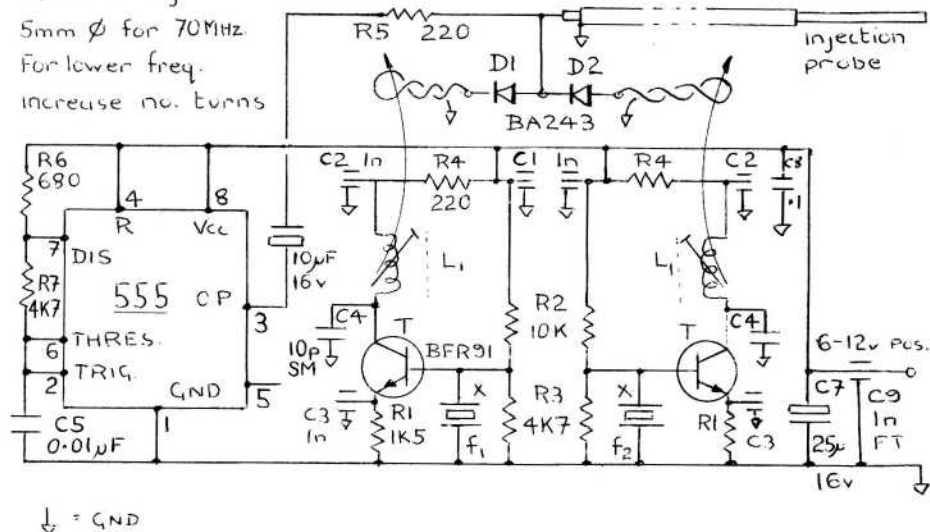 5mm Ø for 70MHz.
For lower freq.
increase no. turns
R5 220
injection
probe
D1 D2
BA243
R6
680
4 8
R Vcc
7 DIS
R7
4K7
555
CP
3
6 THRES.
2 TRIG.
GND
5
1
C5
0.01µF
10µF
16v
C2 1n
R4
220
C1 1n
R4
C2
C8
.1
L1
L1
C4
10p
SM
T
BFR91
R2
10K
T
C4
C3
1n
R1
1K5
X
f1
R3
4K7
X
f2
R1
C3
6-12v POS.
C7
25µ
16v
C9
1n
FT
= GND